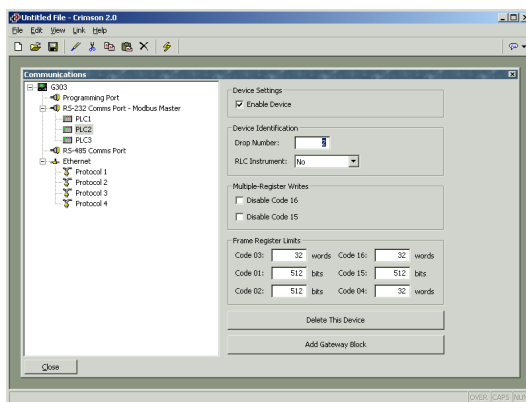 Untitled File - Crimson 2.0
File Edit View Link Help
Communications
G303
Programming Port
RS-232 Comms Port - Modbus Master
PLC1
PLC2
PLC3
RS-485 Comms Port
Ethernet
Protocol 1
Protocol 2
Protocol 3
Protocol 4
Device Settings
Enable Device
Device Identification
Drop Number: 2
RLC Instrument: No
Multiple-Register Writes
Disable Code 16
Disable Code 15
Frame Register Limits
Code 03: 32 words Code 16: 32 words
Code 01: 512 bits Code 15: 512 bits
Code 02: 512 bits Code 04: 32 words
Delete This Device
Add Gateway Block
Close
OVER CAPS NUM